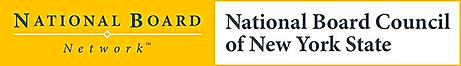 NATIONAL BOARD
Network™
National Board Council
of New York State